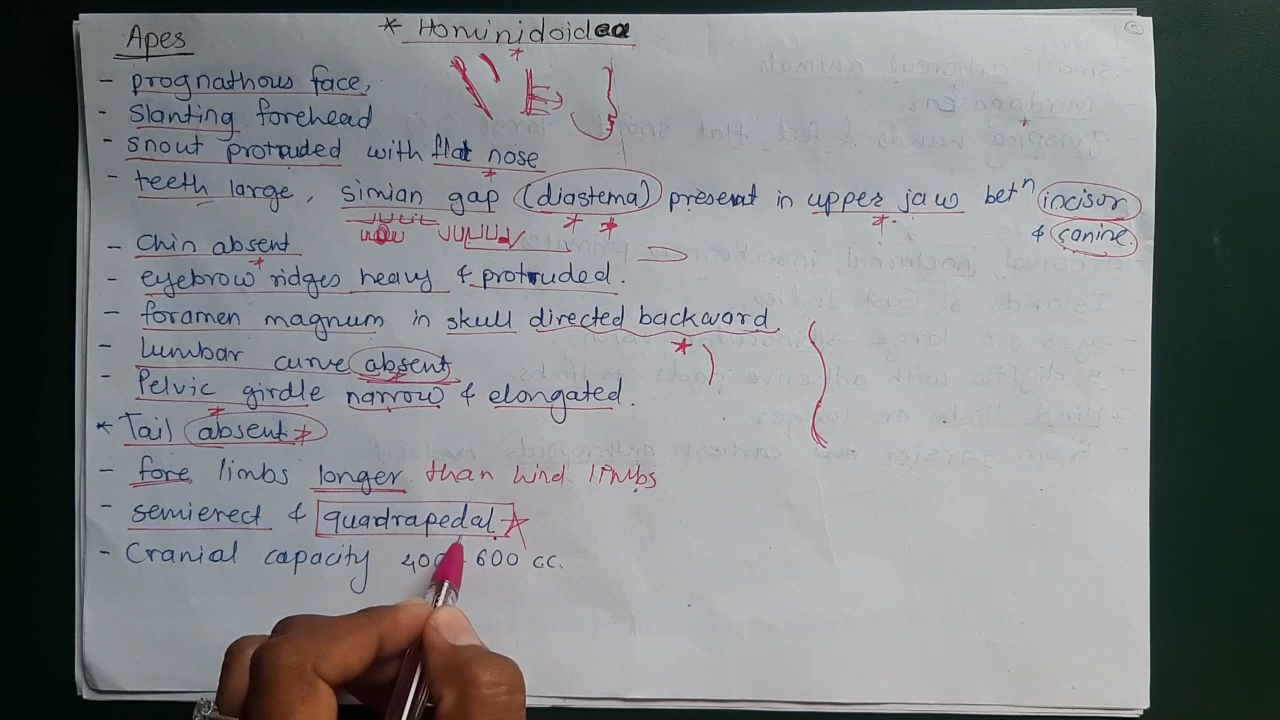 Apes
* Hominidoidea
- prognathous face,
- Slanting forehead
- snout protruded with flat nose
- teeth large, simian gap (diastema) present in upper jaw betⁿ incisor
& canine.
- Chin absent
- eyebrow ridges heavy & protruded.
- foramen magnum in skull directed backward
- lumbar curve absent
- Pelvic girdle narrow & elongated.
* Tail absent
- fore limbs longer than hind limbs
- semierect & quadrapedal
- Cranial capacity 400 - 600 cc.